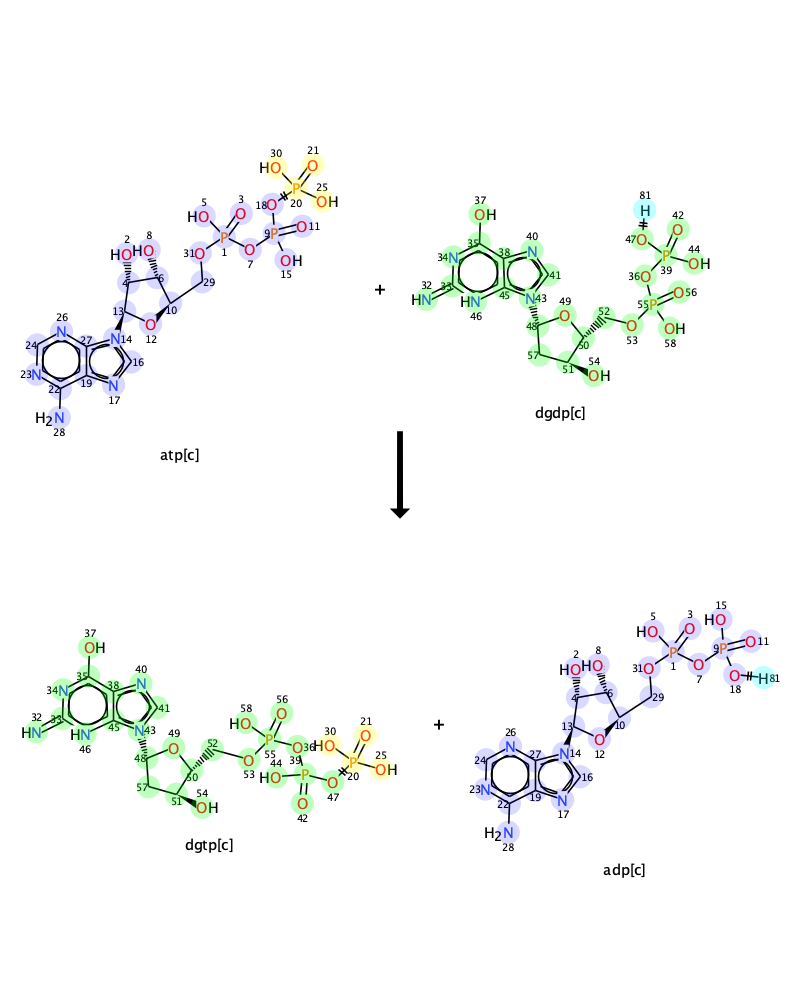 30 21
HO O
5 3 25
HO O 18 O P 20 OH
2 8
HO HO 31 O P 1 O 7 9 P O 11
OH 15
4 6 29
13 10
O 12
26 N 27 N 14
24 16
23 N 22 19 N 17
H2N 28
atp[c]
+
81
H
37 OH 47 O 42 O
35 40 44 OH
34 N 38 N P 39
36 O
32 HN 33 41
HN 46 45 N 43 55 P O 56
49 O 52 O 53 OH 58
48 50
57 51 54 OH
dgdp[c]
37
OH
35 40
34 N 38 N
32 HN 33 41
HN 46 45 N 43
49 O 52 58 HO 56 O
48 50 O 53 P 55 O 36
57 51 54 OH
44 HO P 39 O 47
42 O
30 HO 21 O
P 20 25 OH
dgtp[c]
+
5 3 15
HO O HO
2 8
HO HO 31 O P 1 O 7 9 P O 11
O 18 H 81
4 6 29
13 10
O 12
26 N 27 N 14
24 16
23 N 22 19 N 17
H2N 28
adp[c]